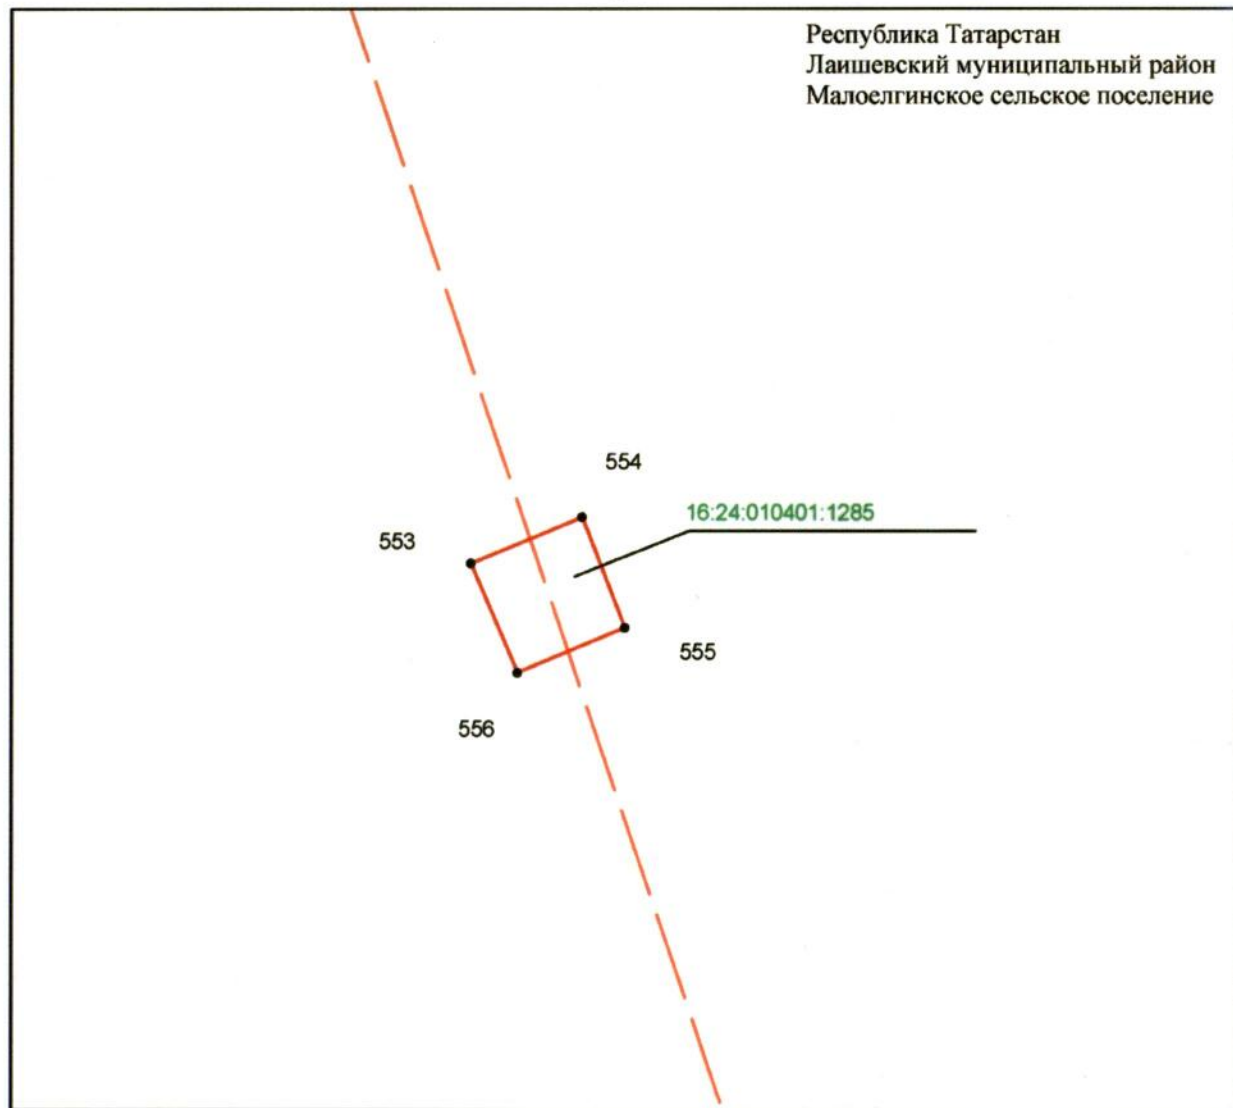 Республика Татарстан
Лаишевский муниципальный район
Малоелгинское сельское поселение
554
16:24:010401:1285
553
555
556